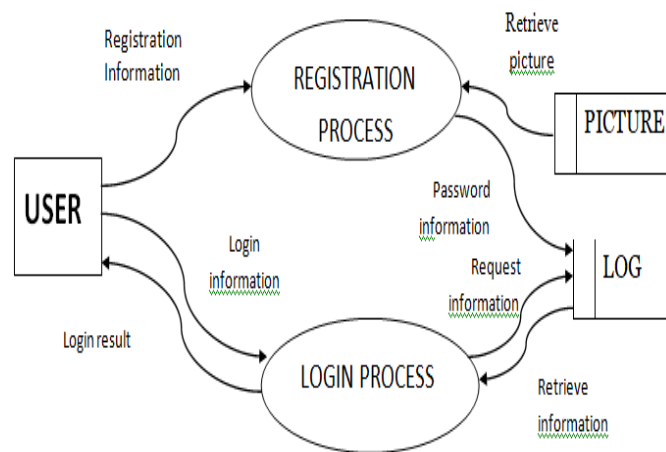 Registration
Information
REGISTRATION
PROCESS
Retrieve
picture
PICTURE
USER
Password
information
Login
information
Request
information
LOG
Login result
LOGIN PROCESS
Retrieve
information